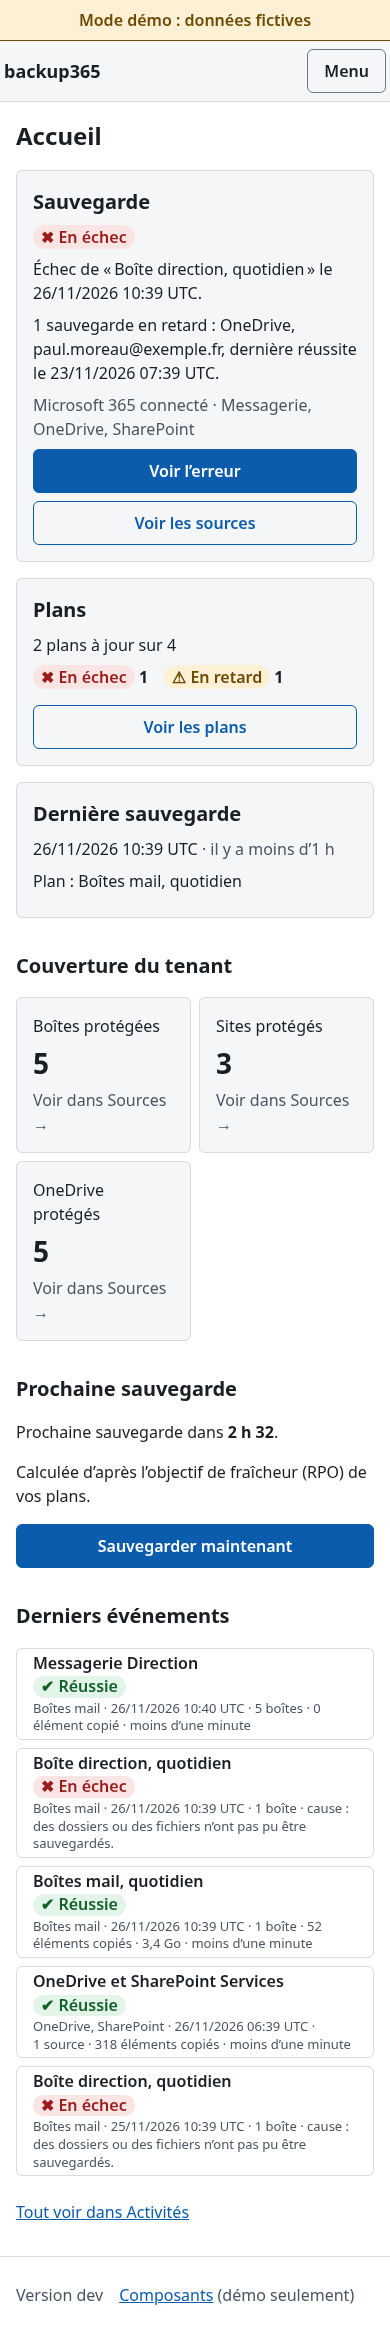 Mode démo : données fictives
backup365
Menu
Accueil
Sauvegarde
✖ En échec
Échec de « Boîte direction, quotidien » le
26/11/2026 10:39 UTC.
1 sauvegarde en retard : OneDrive,
paul.moreau@exemple.fr, dernière réussite
le 23/11/2026 07:39 UTC.
Microsoft 365 connecté · Messagerie,
OneDrive, SharePoint
Voir l’erreur
Voir les sources
Plans
2 plans à jour sur 4
✖ En échec 1 ⚠ En retard 1
Voir les plans
Dernière sauvegarde
26/11/2026 10:39 UTC · il y a moins d’1 h
Plan : Boîtes mail, quotidien
Couverture du tenant
Boîtes protégées
5
Voir dans Sources
→
Sites protégés
3
Voir dans Sources
→
OneDrive
protégés
5
Voir dans Sources
→
Prochaine sauvegarde
Prochaine sauvegarde dans 2 h 32.
Calculée d’après l’objectif de fraîcheur (RPO) de
vos plans.
Sauvegarder maintenant
Derniers événements
Messagerie Direction
✔ Réussie
Boîtes mail · 26/11/2026 10:40 UTC · 5 boîtes · 0
élément copié · moins d’une minute
Boîte direction, quotidien
✖ En échec
Boîtes mail · 26/11/2026 10:39 UTC · 1 boîte · cause :
des dossiers ou des fichiers n’ont pas pu être
sauvegardés.
Boîtes mail, quotidien
✔ Réussie
Boîtes mail · 26/11/2026 10:39 UTC · 1 boîte · 52
éléments copiés · 3,4 Go · moins d’une minute
OneDrive et SharePoint Services
✔ Réussie
OneDrive, SharePoint · 26/11/2026 06:39 UTC ·
1 source · 318 éléments copiés · moins d’une minute
Boîte direction, quotidien
✖ En échec
Boîtes mail · 25/11/2026 10:39 UTC · 1 boîte · cause :
des dossiers ou des fichiers n’ont pas pu être
sauvegardés.
Tout voir dans Activités
Version dev Composants (démo seulement)